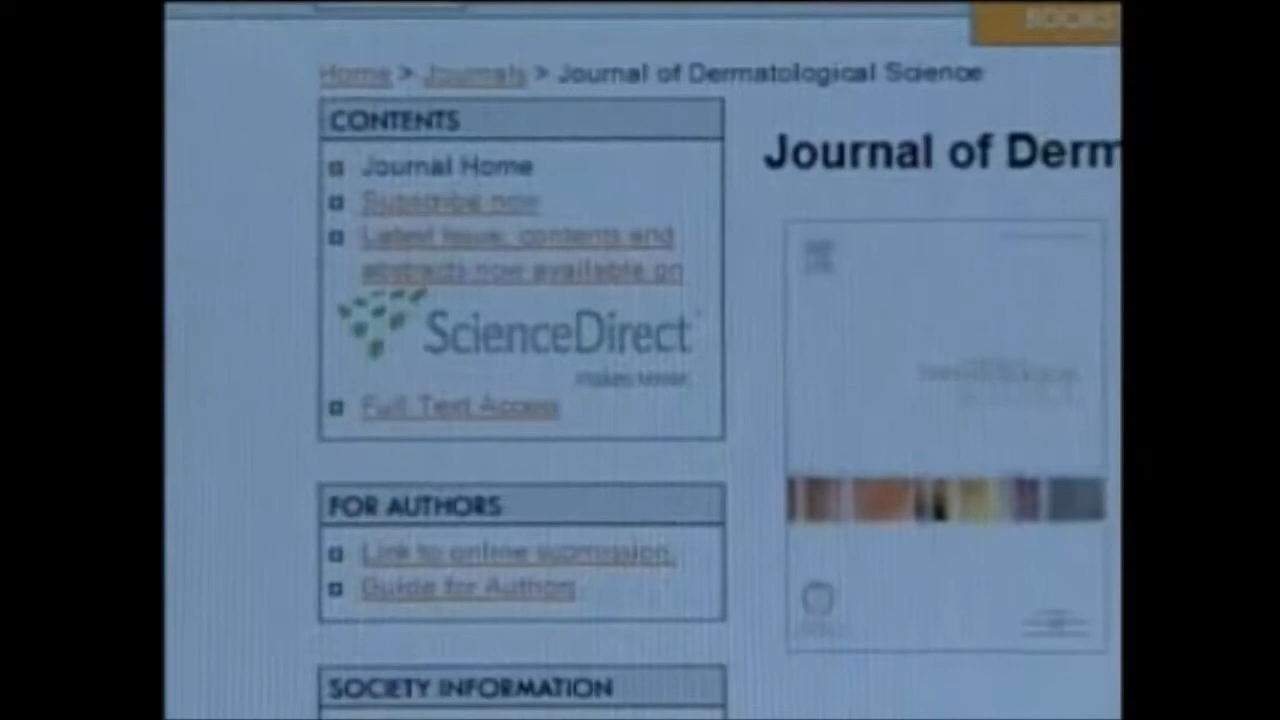 BOOKS
Home > Journals > Journal of Dermatological Science
CONTENTS
Journal Home
Subscribe now
Latest issue, contents and
abstracts now available on
ScienceDirect
Full Text Access
Journal of Derm
FOR AUTHORS
Link to online submission.
Guide for Authors
SOCIETY INFORMATION